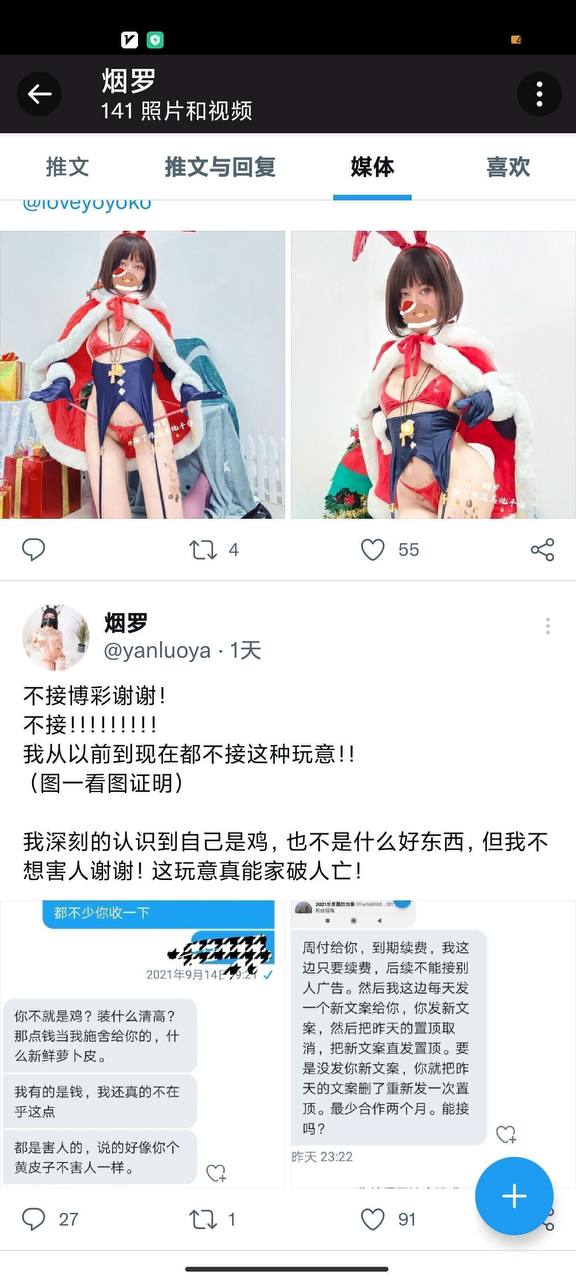 烟罗
141 照片和视频
推文 推文与回复 媒体 喜欢
@loveyoyoko
4 55
烟罗
@yanluoya · 1天
不接博彩谢谢！
不接!!!!!!!!!
我从以前到现在都不接这种玩意!!
（图一看图证明）
我深刻的认识到自己是鸡，也不是什么好东西，但我不
想害人谢谢！这玩意真能家破人亡！
都不少你收一下
2021年9月14日
你不就是鸡？装什么清高？
那点钱当我施舍给你的，什
么新鲜萝卜皮。
我有的是钱，我还真的不在
乎这点
都是害人的，说的好像你个
黄皮子不害人一样。
周付给你，到期续费，我这
边只要续费，后续不能接别
人广告。然后我这边每天发
一个新文案给你，你发新文
案，然后把昨天的置顶取
消，把新文案直发置顶。要
是没发你新文案，你就把昨
天的文案删了重新发一次置
顶。最少合作两个月。能接
吗？
昨天 23:22
27 1 91